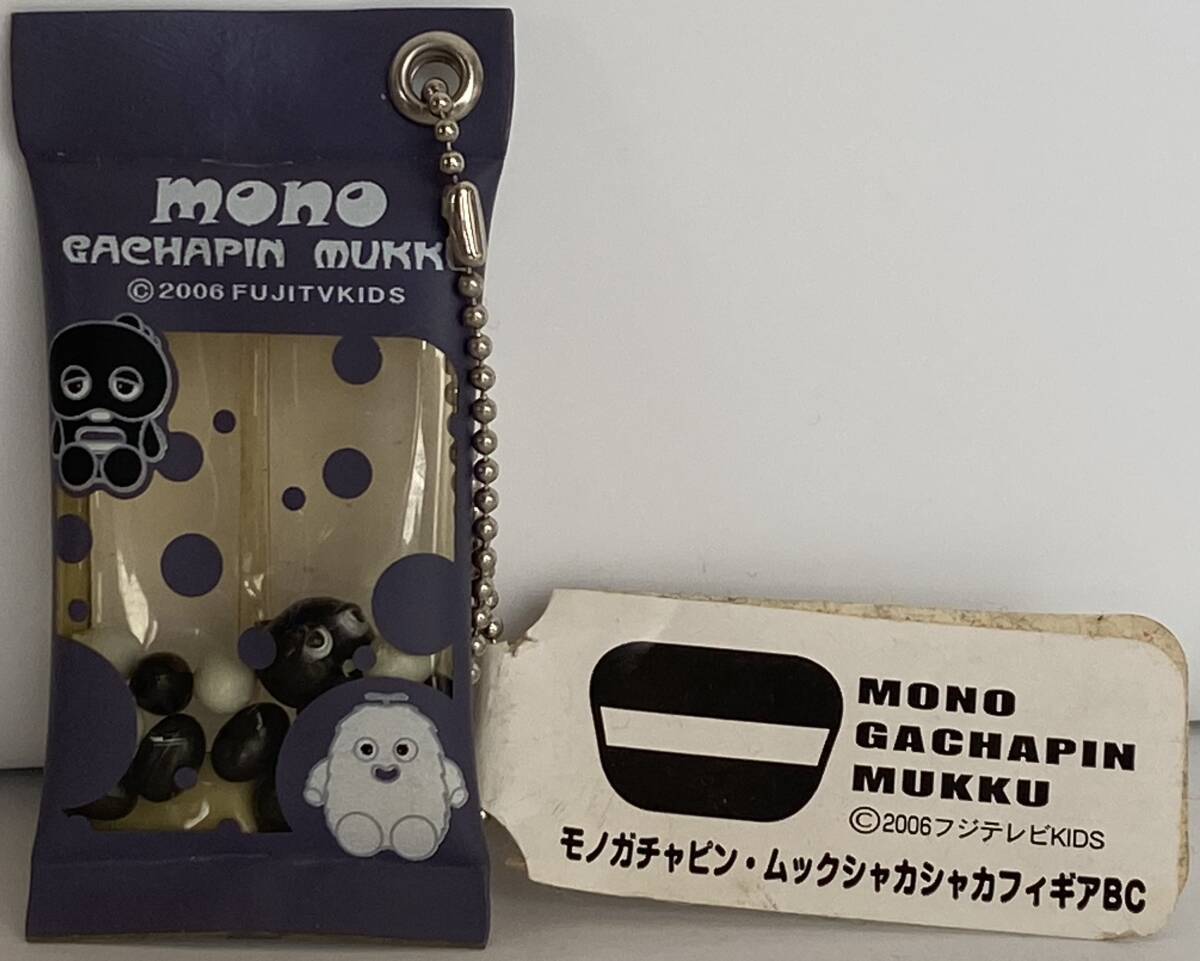 mono
GACHAPIN MUKK
©2006 FUJITVKIDS
MONO
GACHAPIN
MUKKU
©2006フジテレビKIDS
モノガチャピン・ムックシャカシャカフィギアBC